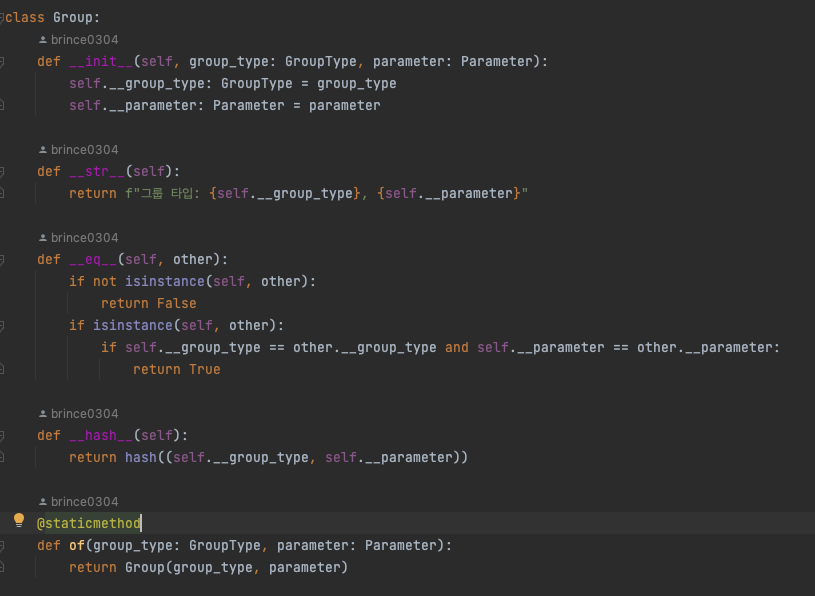 class Group:
brince0304
def __init__(self, group_type: GroupType, parameter: Parameter):
self.__group_type: GroupType = group_type
self.__parameter: Parameter = parameter
brince0304
def __str__(self):
return f"그룹 타입: {self.__group_type}, {self.__parameter}"
brince0304
def __eq__(self, other):
if not isinstance(self, other):
return False
if isinstance(self, other):
if self.__group_type == other.__group_type and self.__parameter == other.__parameter:
return True
brince0304
def __hash__(self):
return hash((self.__group_type, self.__parameter))
brince0304
@staticmethod
def of(group_type: GroupType, parameter: Parameter):
return Group(group_type, parameter)